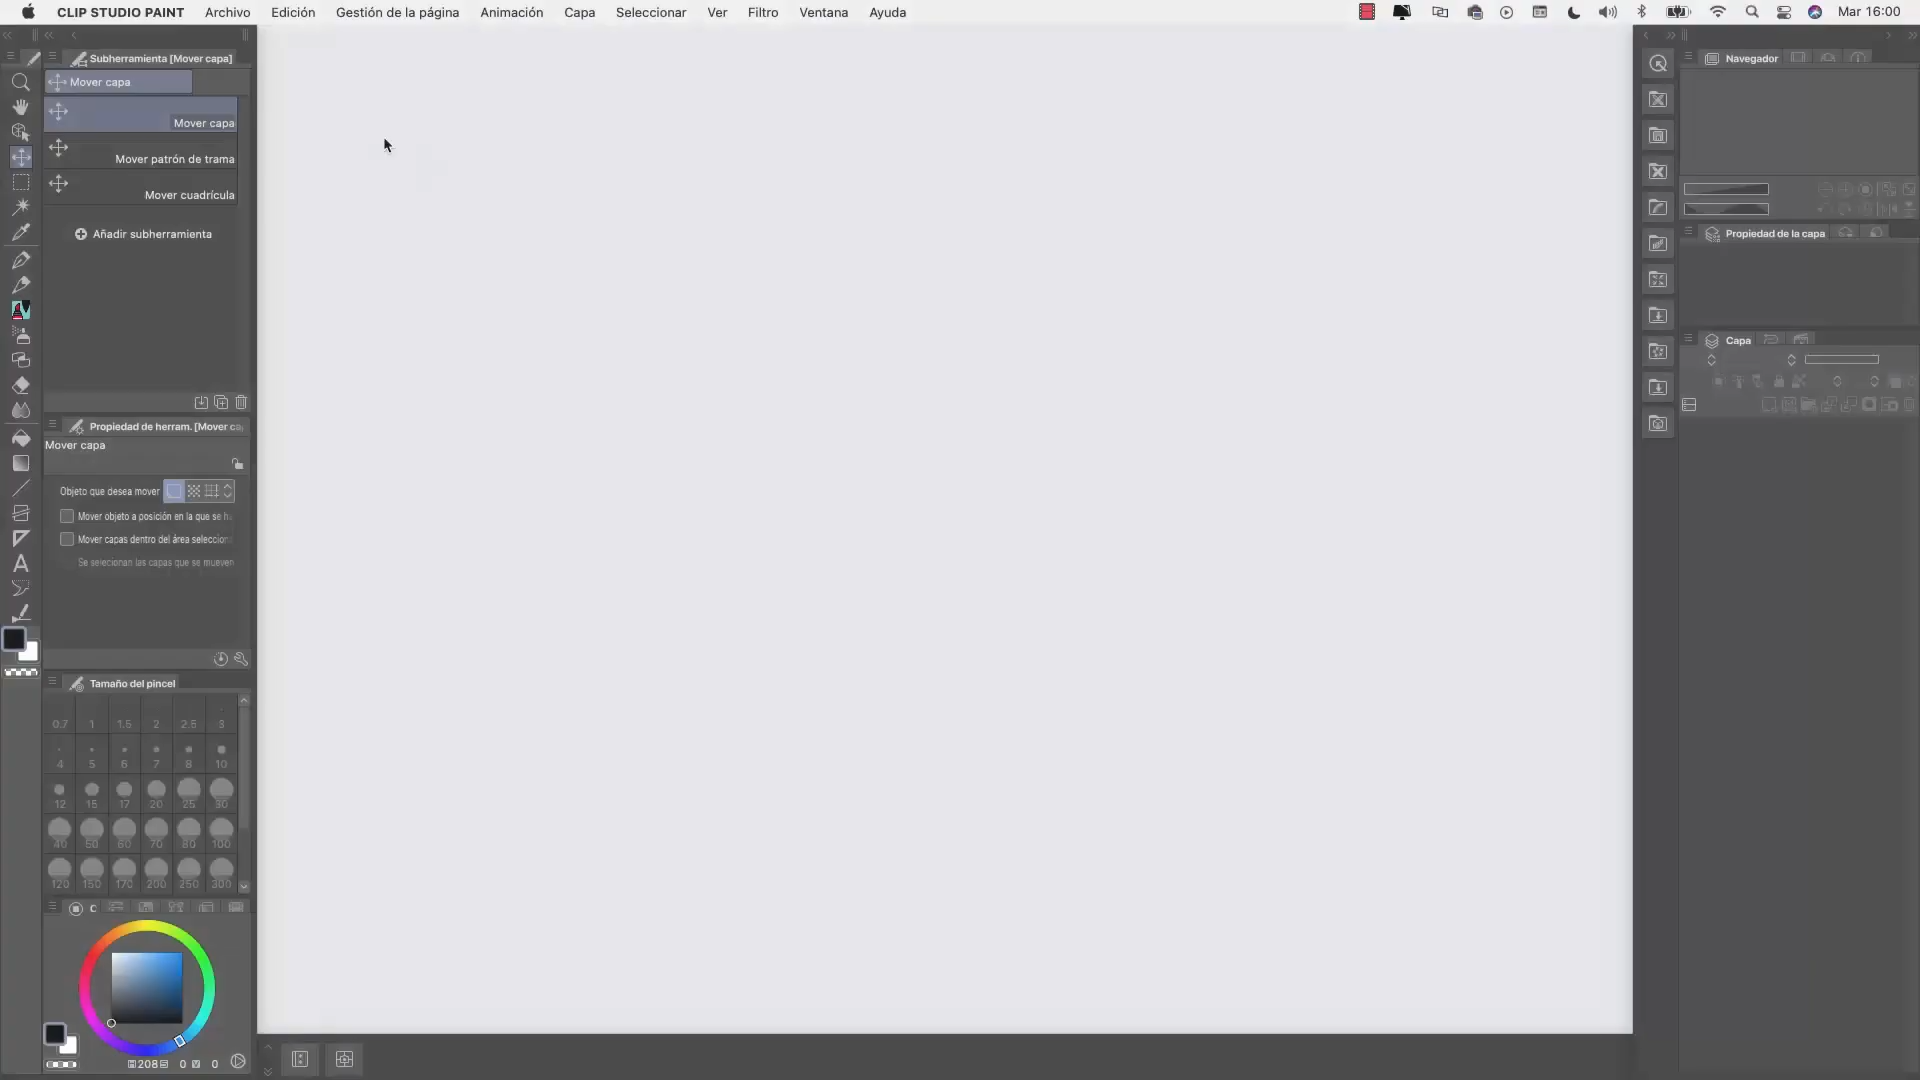 CLIP STUDIO PAINT Archivo Edición Gestión de la página Animación Capa Seleccionar Ver Filtro Ventana Ayuda Mar 16:00
Subherramienta [Mover capa]
Mover capa
Mover capa
Mover patrón de trama
Mover cuadrícula
Añadir subherramienta
Propiedad de herram. [Mover ca
Mover capa
Objeto que desea mover
Mover objeto a posición en la que se h
Mover capas dentro del área seleccion
Se selecionan las capas que se mueven
Tamaño del pincel
0.7 1 1.5 2 2.5 3
4 5 6 7 8 10
12 15 17 20 25 30
40 50 60 70 80 100
120 150 170 200 250 300
C
208 0 0
Navegador
Propiedad de la capa
Capa